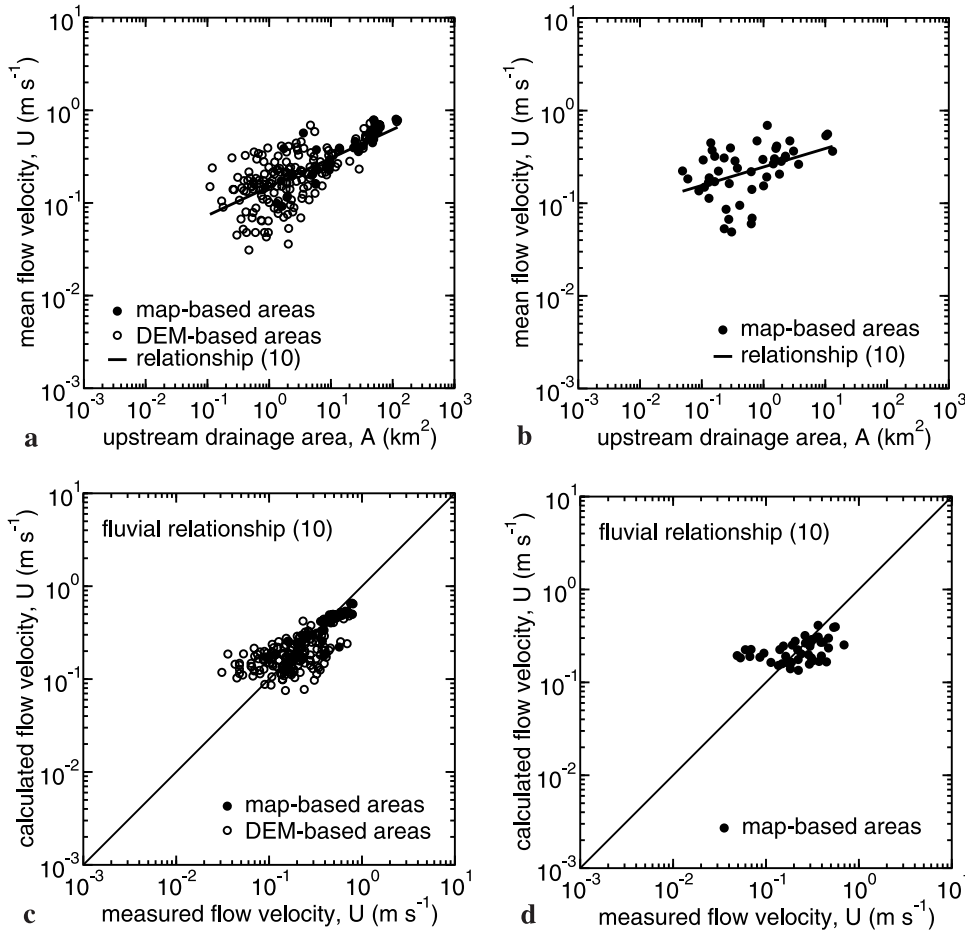 mean flow velocity, U (m s⁻¹)
10¹
10⁰
10⁻¹
10⁻²
10⁻³
map-based areas
DEM-based areas
relationship (10)
10⁻³ 10⁻² 10⁻¹ 10⁰ 10¹ 10² 10³
a upstream drainage area, A (km²)
mean flow velocity, U (m s⁻¹)
10¹
10⁰
10⁻¹
10⁻²
10⁻³
map-based areas
relationship (10)
10⁻³ 10⁻² 10⁻¹ 10⁰ 10¹ 10² 10³
b upstream drainage area, A (km²)
calculated flow velocity, U (m s⁻¹)
10¹
10⁰
10⁻¹
10⁻²
10⁻³
fluvial relationship (10)
map-based areas
DEM-based areas
10⁻³ 10⁻² 10⁻¹ 10⁰ 10¹
c measured flow velocity, U (m s⁻¹)
calculated flow velocity, U (m s⁻¹)
10¹
10⁰
10⁻¹
10⁻²
10⁻³
fluvial relationship (10)
map-based areas
10⁻³ 10⁻² 10⁻¹ 10⁰ 10¹
d measured flow velocity, U (m s⁻¹)